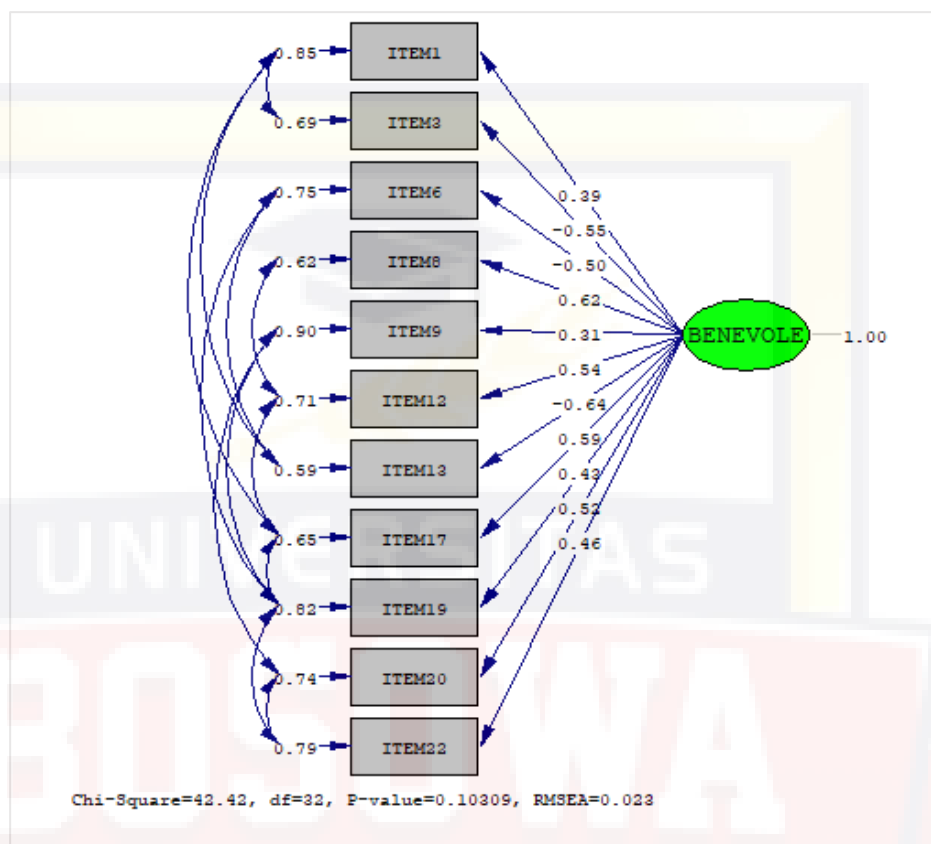 0.85 ITEM1
0.69 ITEM3
0.75 ITEM6
0.62 ITEM8
0.90 ITEM9
0.71 ITEM12
0.59 ITEM13
0.65 ITEM17
0.82 ITEM19
0.74 ITEM20
0.79 ITEM22
0.39
-0.55
-0.50
0.62
0.31
0.54
-0.64
0.59
0.43
0.52
0.46
BENEVOLE 1.00
UNIVERSITAS
BOSOWA
Chi-Square=42.42, df=32, P-value=0.10309, RMSEA=0.023